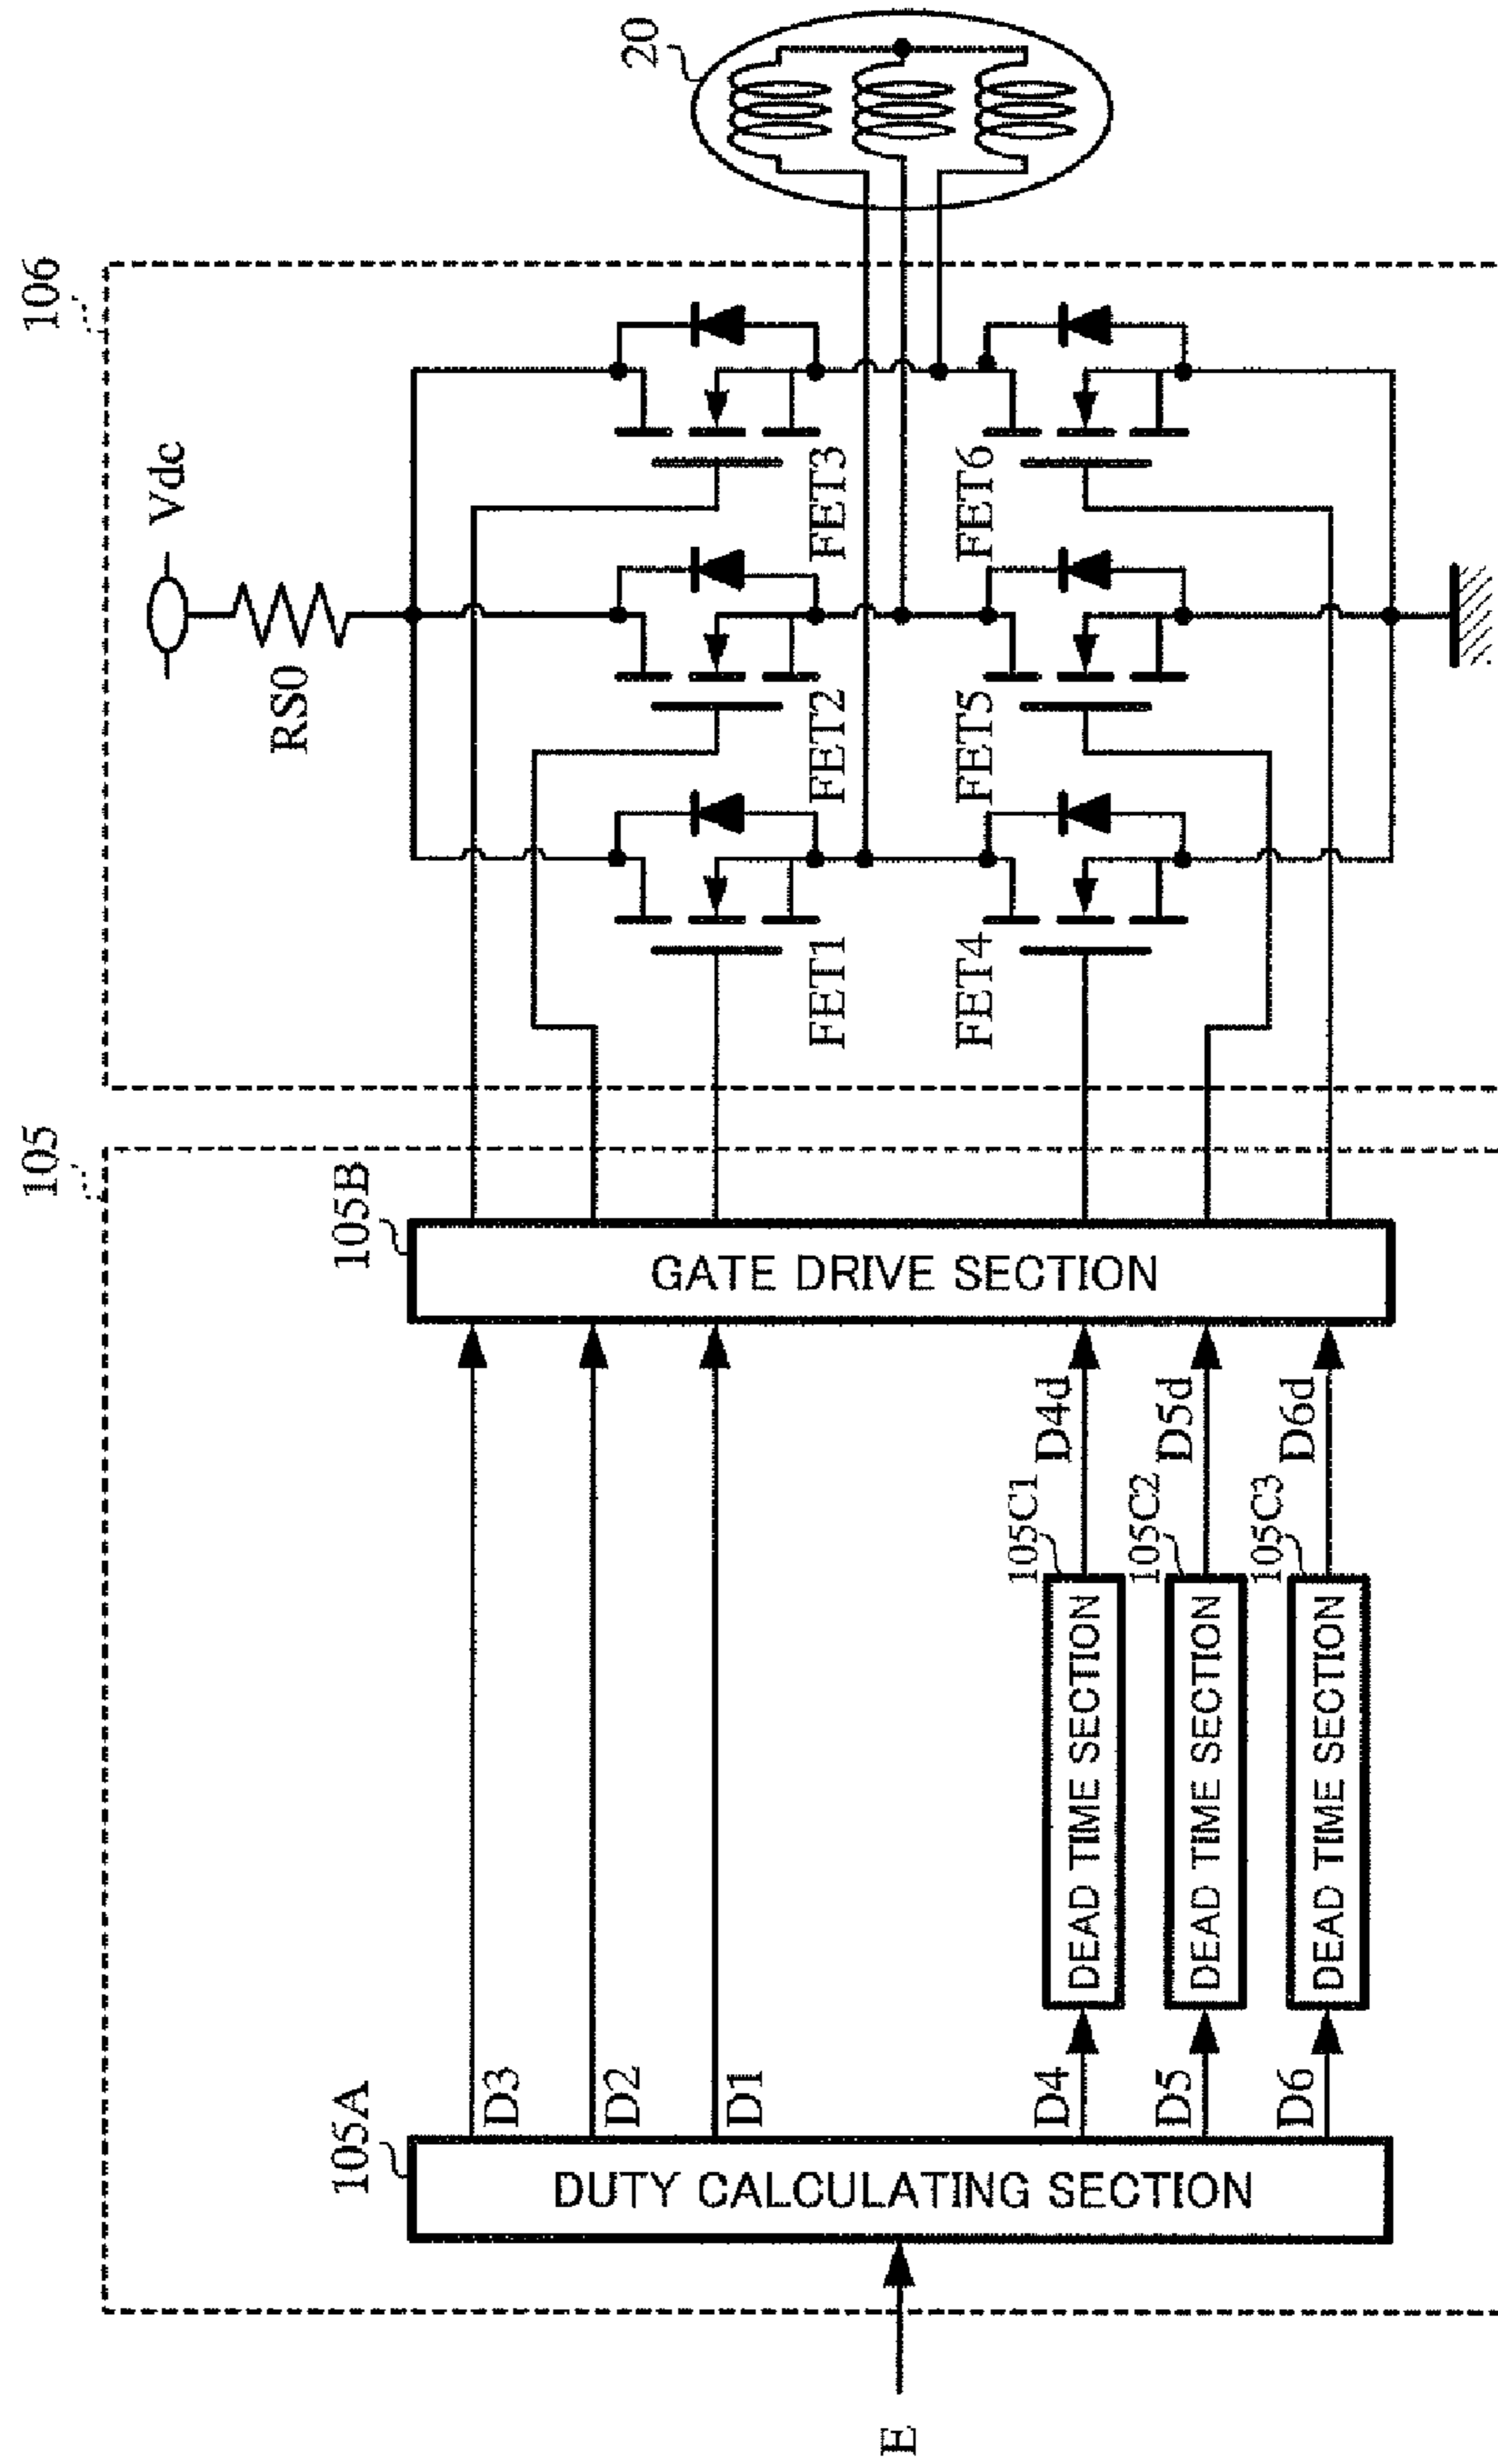 E
105
105A
DUTY CALCULATING SECTION
D3
D2
D1
D4
D5
D6
DEAD TIME SECTION
105C1
DEAD TIME SECTION
105C2
DEAD TIME SECTION
105C3
D4d
D5d
D6d
105B
GATE DRIVE SECTION
106
Vdc
RS0
FET1
FET2
FET3
FET4
FET5
FET6
20